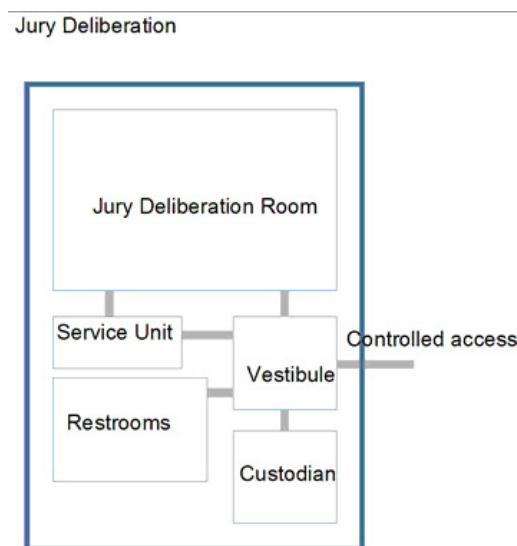 Jury Deliberation
Jury Deliberation Room
Service Unit
Controlled access
Vestibule
Restrooms
Custodian